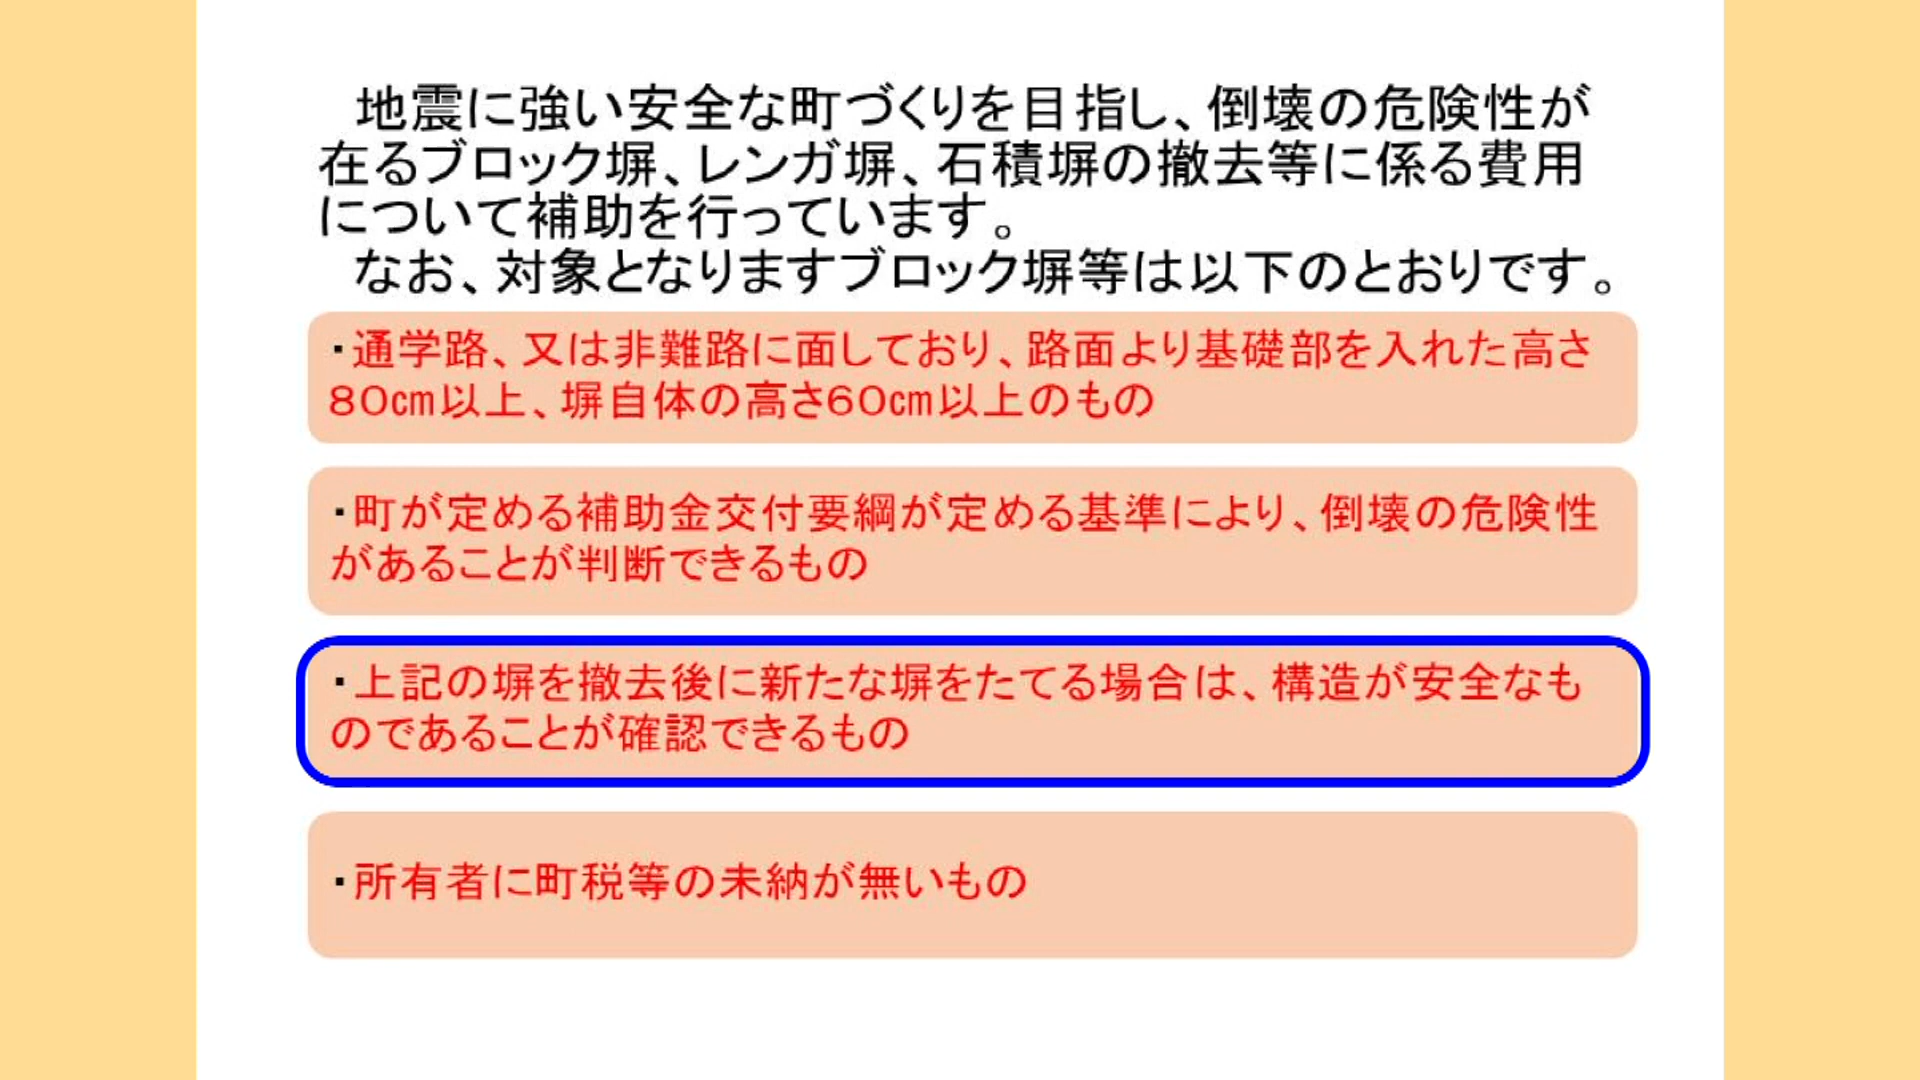 地震に強い安全な町づくりを目指し、倒壊の危険性が
在るブロック塀、レンガ塀、石積塀の撤去等に係る費用
について補助を行っています。
なお、対象となりますブロック塀等は以下のとおりです。
・通学路、又は非難路に面しており、路面より基礎部を入れた高さ
80㎝以上、塀自体の高さ60㎝以上のもの
・町が定める補助金交付要綱が定める基準により、倒壊の危険性
があることが判断できるもの
・上記の塀を撤去後に新たな塀をたてる場合は、構造が安全なも
のであることが確認できるもの
・所有者に町税等の未納が無いもの